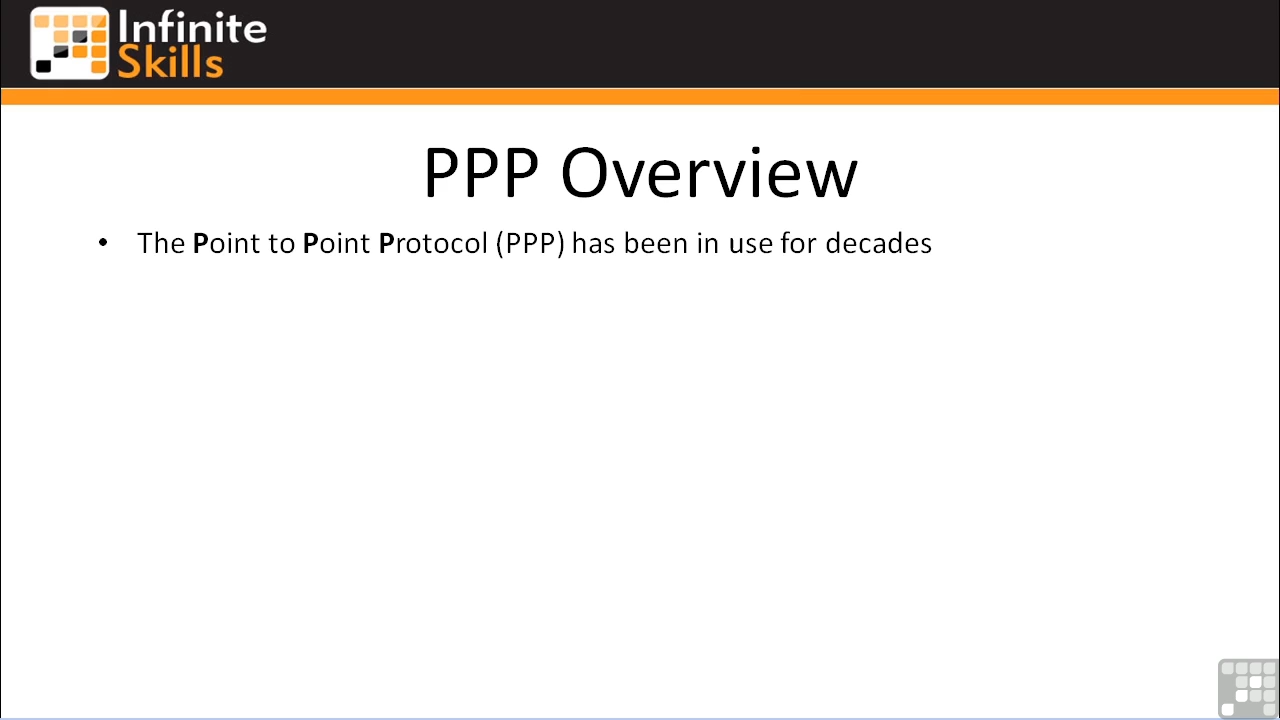 Infinite
Skills
PPP Overview
• The Point to Point Protocol (PPP) has been in use for decades